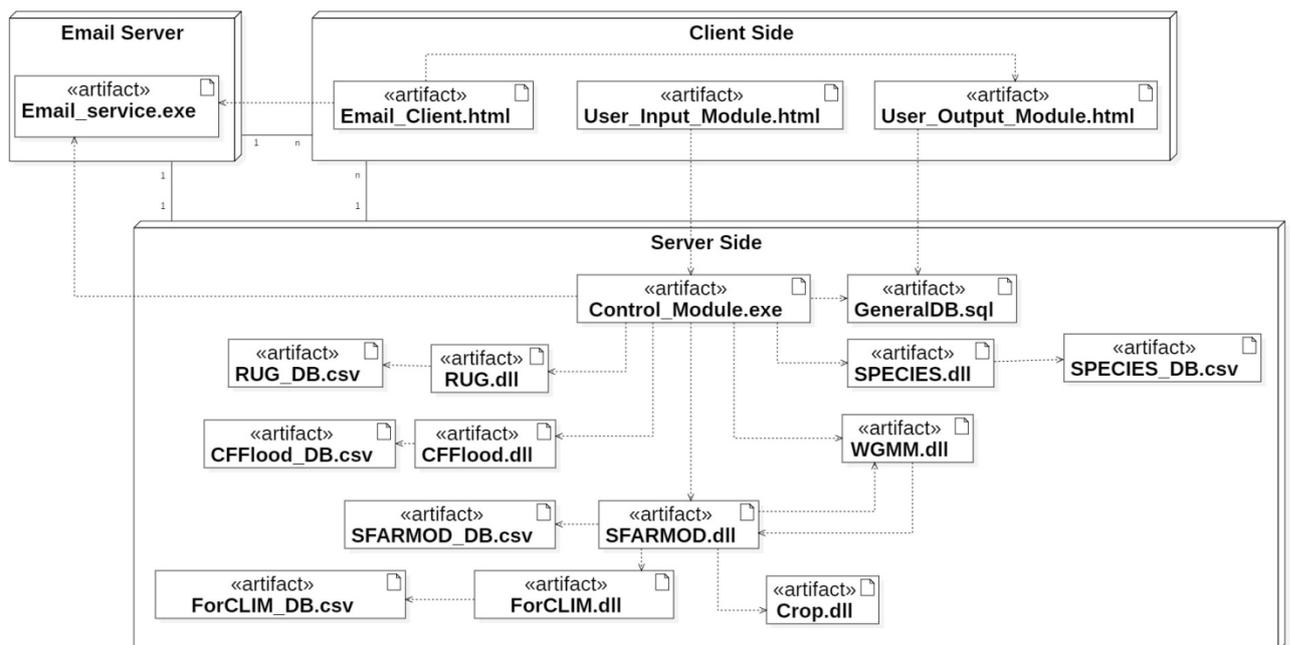 Email Server
Client Side
«artifact»
Email_service.exe
«artifact»
Email_Client.html
«artifact»
User_Input_Module.html
«artifact»
User_Output_Module.html
1
n
1
1
n
1
Server Side
«artifact»
Control_Module.exe
«artifact»
GeneralDB.sql
«artifact»
RUG_DB.csv
«artifact»
RUG.dll
«artifact»
SPECIES.dll
«artifact»
SPECIES_DB.csv
«artifact»
CFFlood_DB.csv
«artifact»
CFFlood.dll
«artifact»
WGMM.dll
«artifact»
SFARMOD_DB.csv
«artifact»
SFARMOD.dll
«artifact»
ForCLIM_DB.csv
«artifact»
ForCLIM.dll
«artifact»
Crop.dll